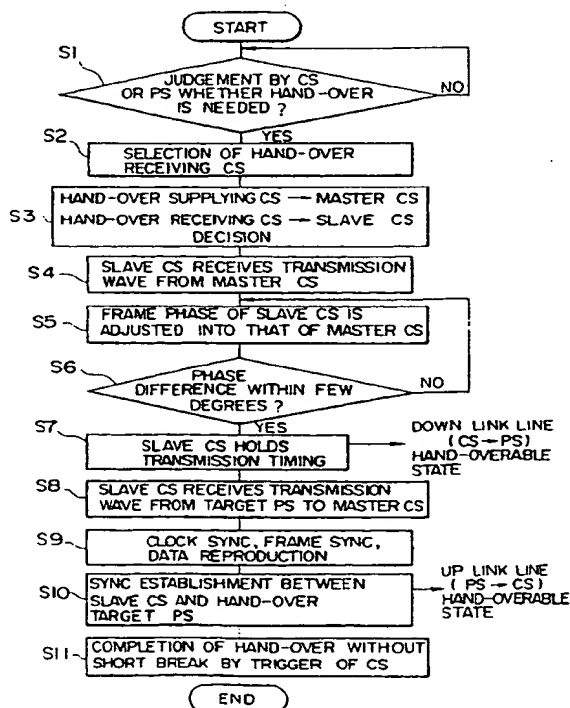 START
S1
JUDGEMENT BY CS
OR PS WHETHER HAND-OVER
IS NEEDED ?
NO
YES
S2
SELECTION OF HAND-OVER
RECEIVING CS
S3
HAND-OVER SUPPLYING CS → MASTER CS
HAND-OVER RECEIVING CS → SLAVE CS
DECISION
S4
SLAVE CS RECEIVES TRANSMISSION
WAVE FROM MASTER CS
S5
FRAME PHASE OF SLAVE CS IS
ADJUSTED INTO THAT OF MASTER CS
S6
PHASE
DIFFERENCE WITHIN FEW
DEGREES ?
NO
YES
S7
SLAVE CS HOLDS
TRANSMISSION TIMING
DOWN LINK LINE
(CS→PS)
HAND-OVERABLE
STATE
S8
SLAVE CS RECEIVES TRANSMISSION
WAVE FROM TARGET PS TO MASTER CS
S9
CLOCK SYNC, FRAME SYNC,
DATA REPRODUCTION
S10
SYNC ESTABLISHMENT BETWEEN
SLAVE CS AND HAND-OVER
TARGET PS
UP LINK LINE
(PS→CS)
HAND-OVERABLE
STATE
S11
COMPLETION OF HAND-OVER WITHOUT
SHORT BREAK BY TRIGGER OF CS
END